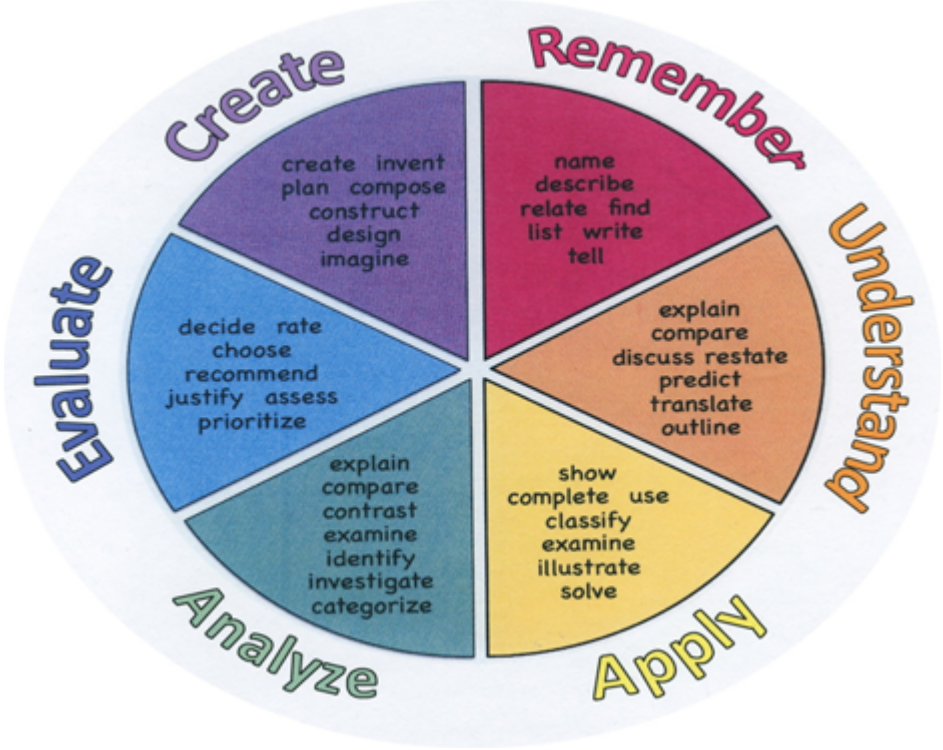 Remember
name
describe
relate find
list write
tell
Understand
explain
compare
discuss restate
predict
translate
outline
Apply
show
complete use
classify
examine
illustrate
solve
Analyze
explain
compare
contrast
examine
identify
investigate
categorize
Evaluate
decide rate
choose
recommend
justify assess
prioritize
Create
create invent
plan compose
construct
design
imagine